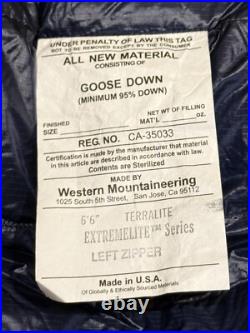 UNDER PENALTY OF LAW THIS TAG
NOT TO BE REMOVED EXCEPT BY THE CONSUMER
ALL NEW MATERIAL
CONSISTING OF
GOOSE DOWN
(MINIMUM 95% DOWN)
FINISHED NET WT OF FILLING
SIZE MAT'L oz.
REG. NO. CA-35033
Certification is made by the manufacturer that material
in this article are described in accordance with law.
Contents are Sterilized
MADE BY
Western Mountaineering
1025 South 5th Street, San Jose, CA 95112
6'6" TERRALITE
EXTREMELITE™ Series
LEFT ZIPPER
Made in U.S.A.
Of Globally & Ethically Sourced Materials